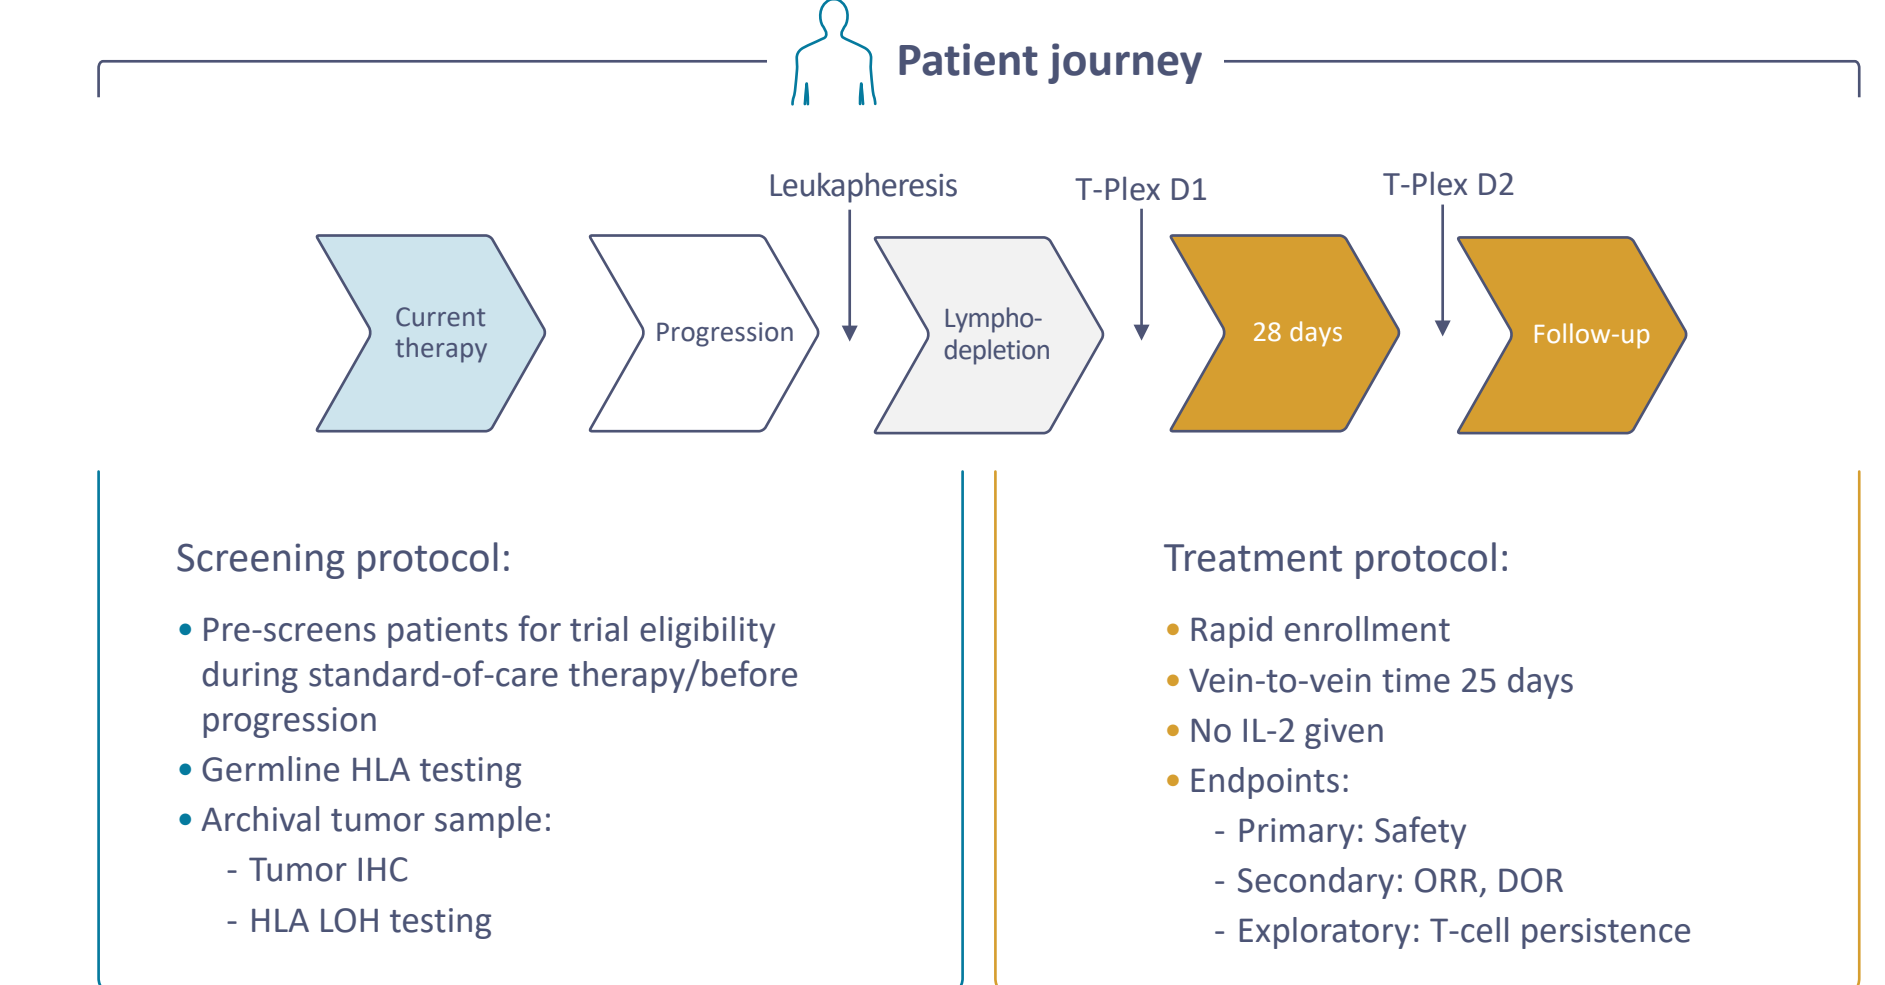 Patient journey
Leukapheresis
T-Plex D1
T-Plex D2
Current
therapy
Progression
Lympho-
depletion
28 days
Follow-up
Screening protocol:
• Pre-screens patients for trial eligibility
during standard-of-care therapy/before
progression
• Germline HLA testing
• Archival tumor sample:
- Tumor IHC
- HLA LOH testing
Treatment protocol:
• Rapid enrollment
• Vein-to-vein time 25 days
• No IL-2 given
• Endpoints:
- Primary: Safety
- Secondary: ORR, DOR
- Exploratory: T-cell persistence